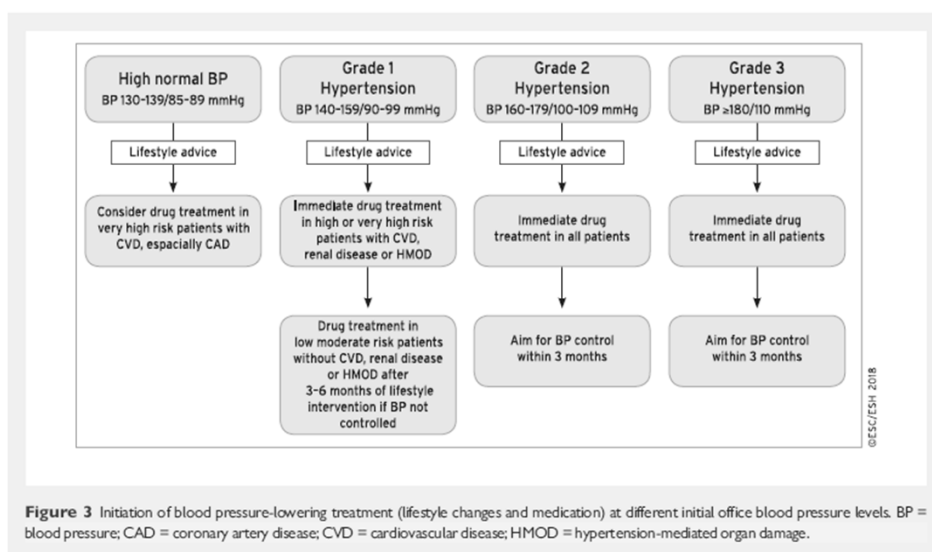 High normal BP
BP 130-139/85-89 mmHg
Lifestyle advice
Consider drug treatment in
very high risk patients with
CVD, espacially CAD
Grade 1
Hypertension
BP 140-159/90-99 mmHg
Lifestyle advice
Immediate drug treatment
in high or very high risk
patients with CVD,
renal disease or HMOD
Drug treatment in
low moderate risk patients
without CVD, renal disease
or HMOD after
3-6 months of lifestyle
intervention if BP not
controlled
Grade 2
Hypertension
BP 160-179/100-109 mmHg
Lifestyle advice
Immediate drug
treatment in all patients
Aim for BP control
within 3 months
Grade 3
Hypertension
BP ≥180/110 mmHg
Lifestyle advice
Immediate drug
treatment in all patients
Aim for BP control
within 3 months
©ESC/ESH 2018
Figure 3 Initiation of blood pressure-lowering treatment (lifestyle changes and medication) at different initial office blood pressure levels. BP =
blood pressure; CAD = coronary artery disease; CVD = cardiovascular disease; HMOD = hypertension-mediated organ damage.